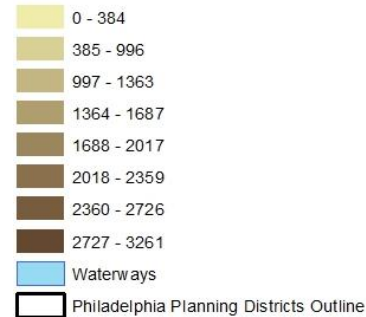 0 - 384
385 - 996
997 - 1363
1364 - 1687
1688 - 2017
2018 - 2359
2360 - 2726
2727 - 3261
Waterways
Philadelphia Planning Districts Outline